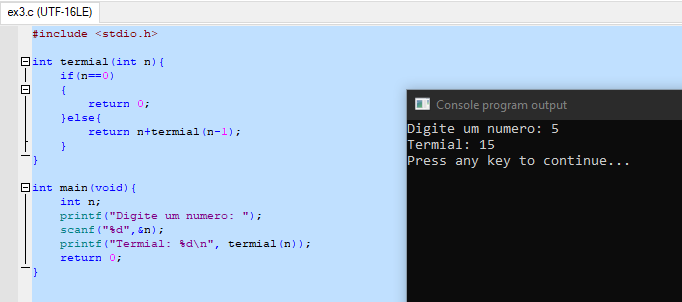 ex3.c (UTF-16LE)
#include <stdio.h>
int termial(int n){
if(n==0)
{
return 0;
}else{
return n+termial(n-1);
}
}
int main(void){
int n;
printf("Digite um numero: ");
scanf("%d",&n);
printf("Termial: %d\n", termial(n));
return 0;
}
Console program output
Digite um numero: 5
Termial: 15
Press any key to continue...